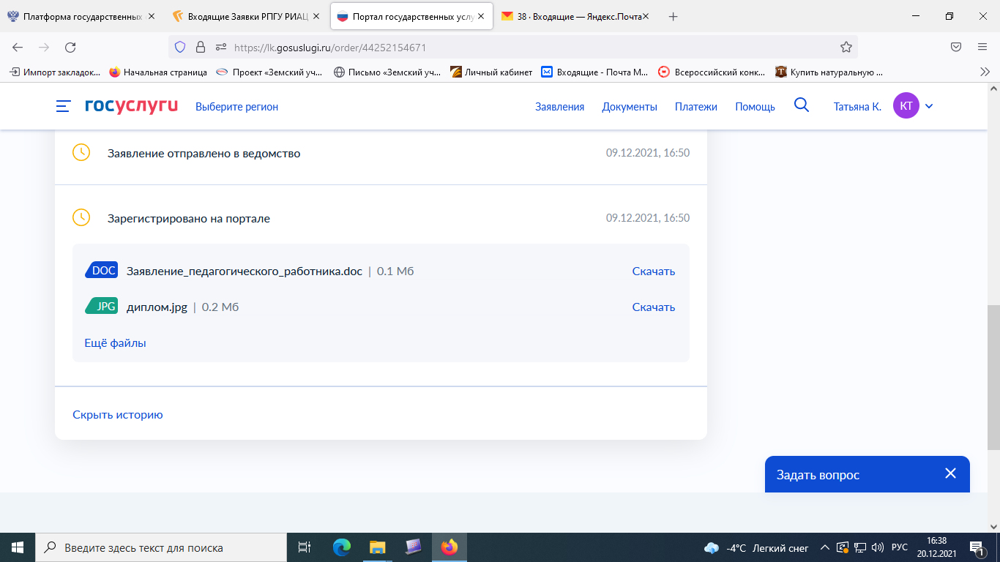 Платформа государственных
Входящие Заявки РПГУ РИАЦ
Портал государственных услу
38 · Входящие — Яндекс.Почта
https://lk.gosuslugi.ru/order/44252154671
Импорт закладок...
Начальная страница
Проект «Земский уч...
Письмо «Земский уч...
Личный кабинет
Входящие - Почта М...
Всероссийский конк...
Купить натуральную ...
госуслуги
Выберите регион
Заявления
Документы
Платежи
Помощь
Татьяна К.
КТ
Заявление отправлено в ведомство
09.12.2021, 16:50
Зарегистрировано на портале
09.12.2021, 16:50
DOC Заявление_педагогического_работника.doc | 0.1 Мб
Скачать
JPG диплом.jpg | 0.2 Мб
Скачать
Ещё файлы
Скрыть историю
Задать вопрос
Введите здесь текст для поиска
-4°C Легкий снег
РУС
16:38
20.12.2021
1